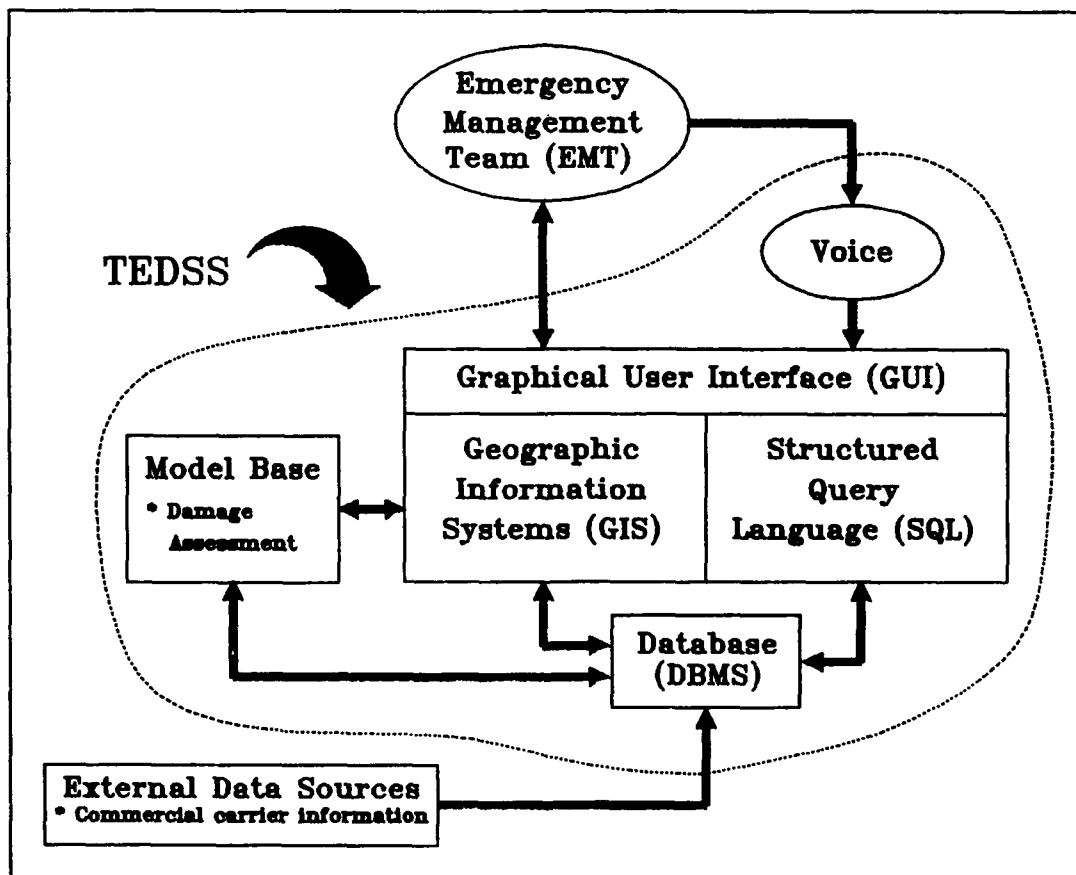 Emergency
Management
Team (EMT)
Voice
TEDSS
Graphical User Interface (GUI)
Geographic
Information
Systems (GIS)
Structured
Query
Language (SQL)
Model Base
* Damage
Assessment
Database
(DBMS)
External Data Sources
* Commercial carrier information